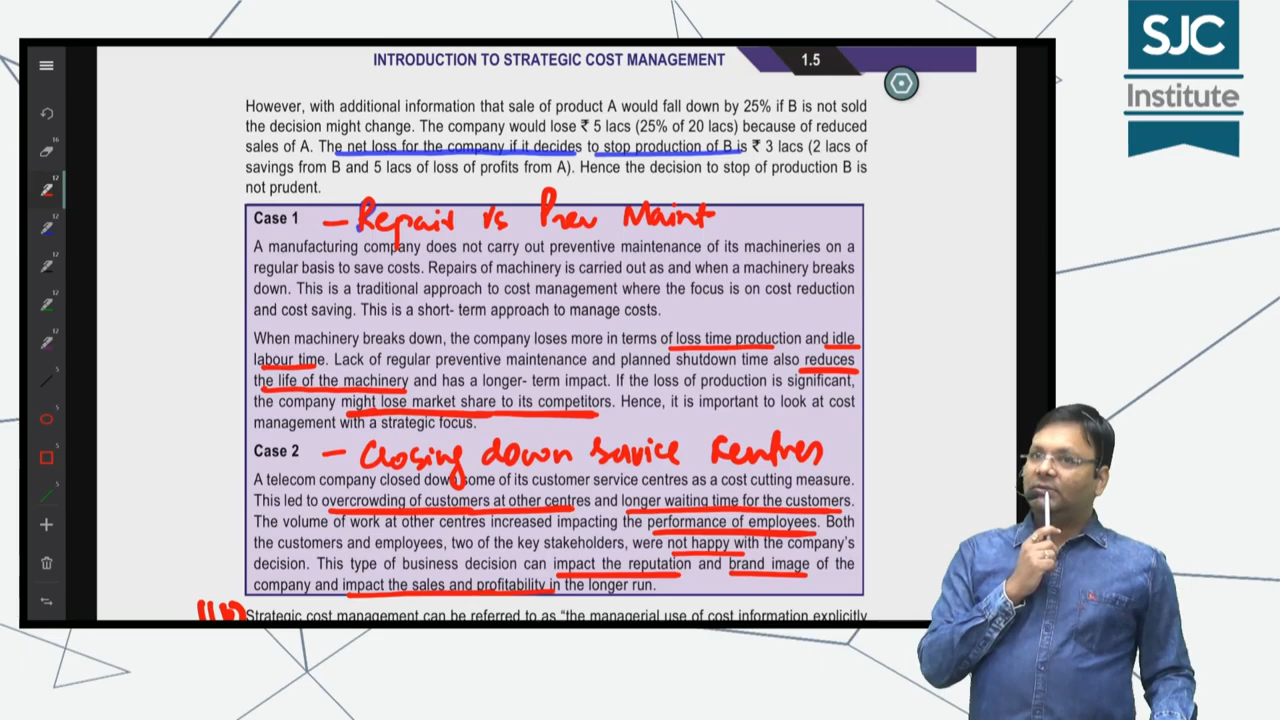 SJC
Institute
INTRODUCTION TO STRATEGIC COST MANAGEMENT 1.5
However, with additional information that sale of product A would fall down by 25% if B is not sold
the decision might change. The company would lose ₹ 5 lacs (25% of 20 lacs) because of reduced
sales of A. The net loss for the company if it decides to stop production of B is ₹ 3 lacs (2 lacs of
savings from B and 5 lacs of loss of profits from A). Hence the decision to stop of production B is
not prudent.
Case 1 – Repair vs Prev Maint
A manufacturing company does not carry out preventive maintenance of its machineries on a
regular basis to save costs. Repairs of machinery is carried out as and when a machinery breaks
down. This is a traditional approach to cost management where the focus is on cost reduction
and cost saving. This is a short- term approach to manage costs.
When machinery breaks down, the company loses more in terms of loss time production and idle
labour time. Lack of regular preventive maintenance and planned shutdown time also reduces
the life of the machinery and has a longer- term impact. If the loss of production is significant,
the company might lose market share to its competitors. Hence, it is important to look at cost
management with a strategic focus.
Case 2 – Closing down service Centres
A telecom company closed down some of its customer service centres as a cost cutting measure.
This led to overcrowding of customers at other centres and longer waiting time for the customers.
The volume of work at other centres increased impacting the performance of employees. Both
the customers and employees, two of the key stakeholders, were not happy with the company's
decision. This type of business decision can impact the reputation and brand image of the
company and impact the sales and profitability in the longer run.
Strategic cost management can be referred to as "the managerial use of cost information explicitly